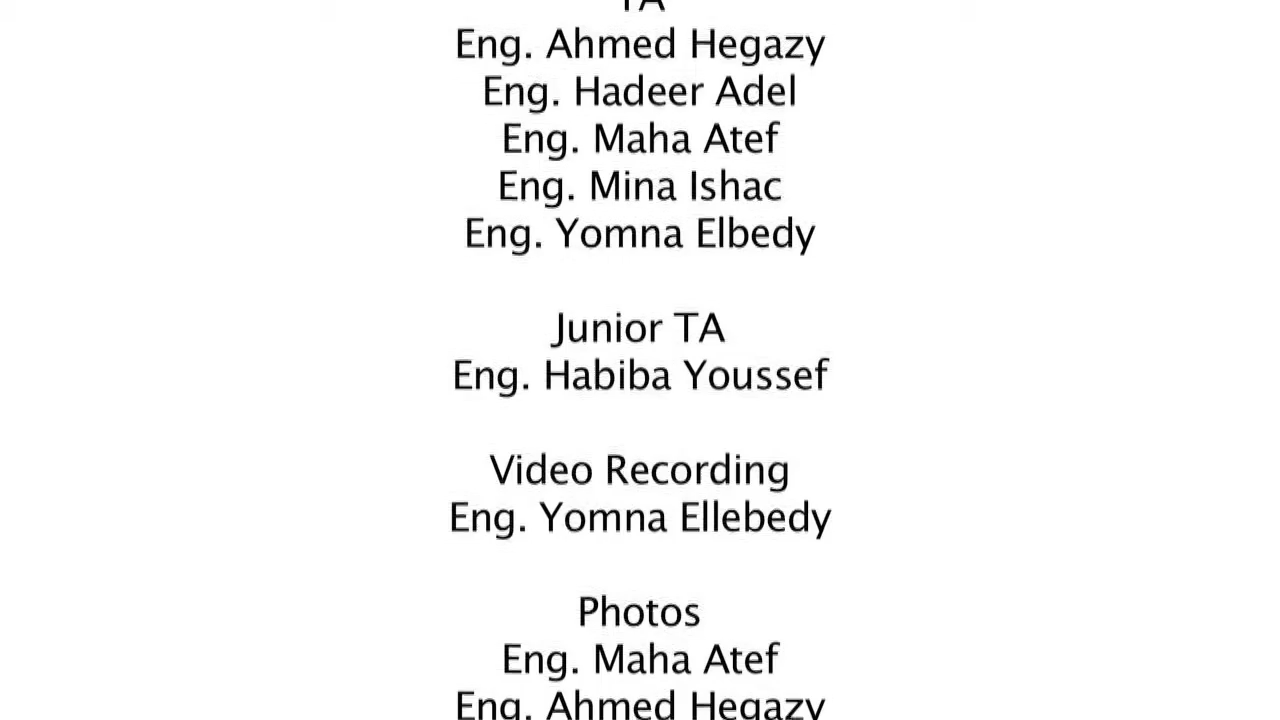 TA
Eng. Ahmed Hegazy
Eng. Hadeer Adel
Eng. Maha Atef
Eng. Mina Ishac
Eng. Yomna Elbedy
Junior TA
Eng. Habiba Youssef
Video Recording
Eng. Yomna Ellebedy
Photos
Eng. Maha Atef
Eng. Ahmed Hegazy